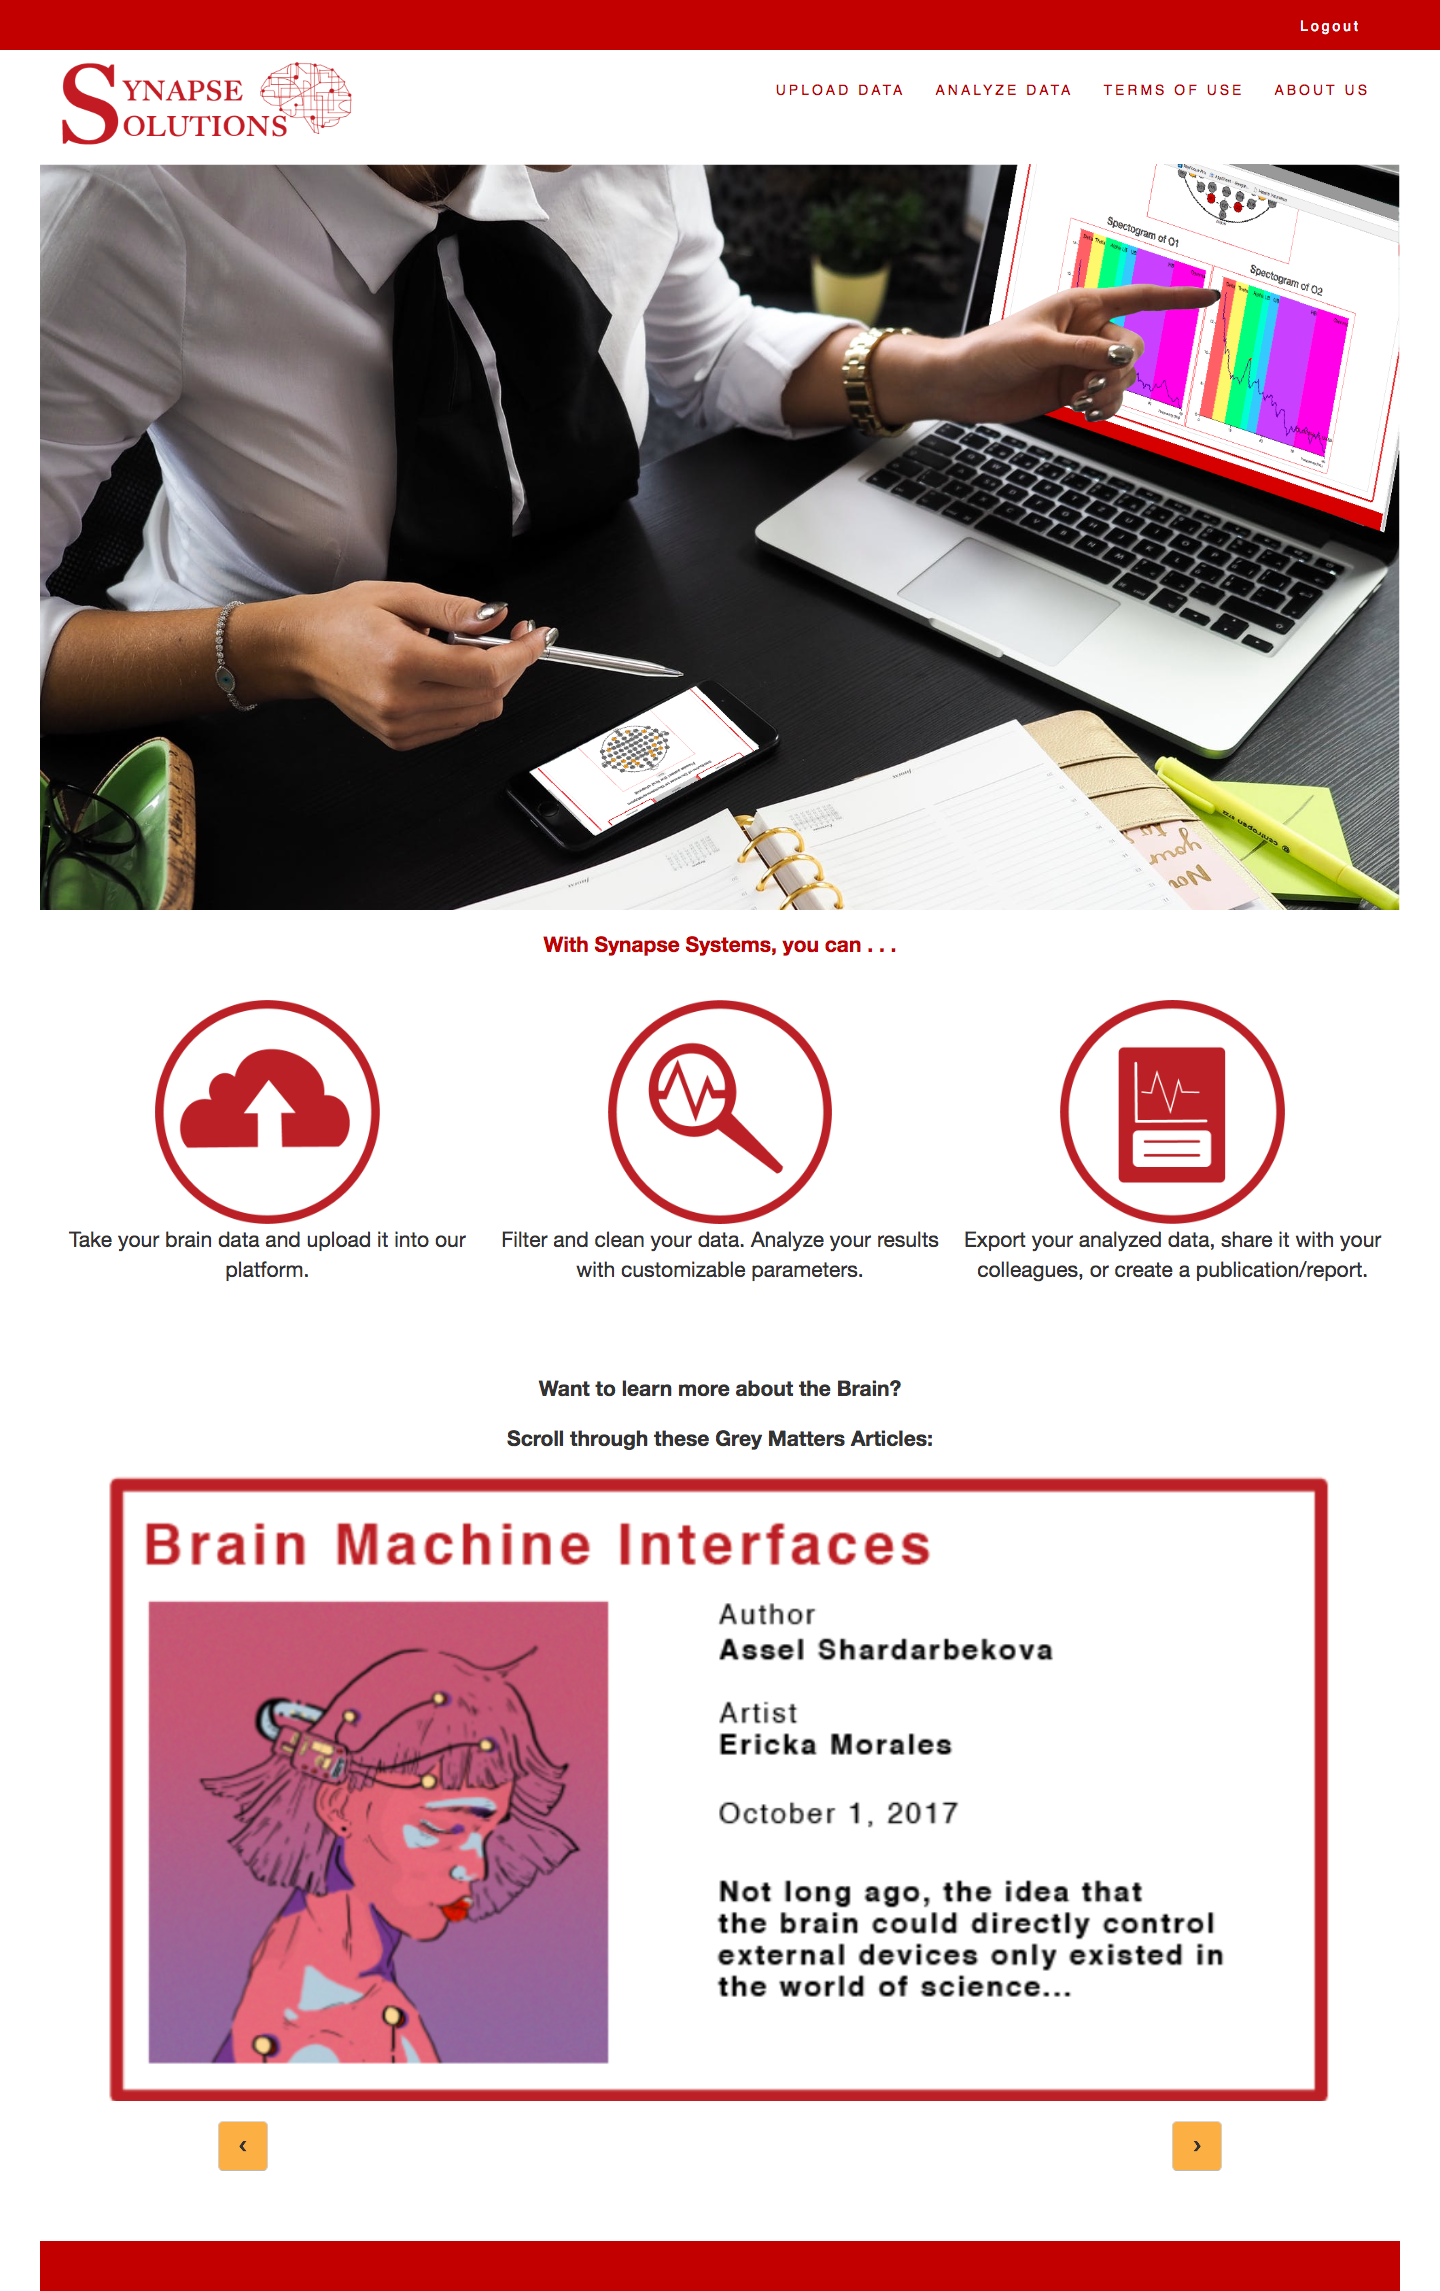 Logout
SYNAPSE
SOLUTIONS
UPLOAD DATA ANALYZE DATA TERMS OF USE ABOUT US
Spectogram of O1
Spectogram of O2
With Synapse Systems, you can . . .
Take your brain data and upload it into our
platform.
Filter and clean your data. Analyze your results
with customizable parameters.
Export your analyzed data, share it with your
colleagues, or create a publication/report.
Want to learn more about the Brain?
Scroll through these Grey Matters Articles:
Brain Machine Interfaces
Author
Assel Shardarbekova
Artist
Ericka Morales
October 1, 2017
Not long ago, the idea that
the brain could directly control
external devices only existed in
the world of science...
‹ ›